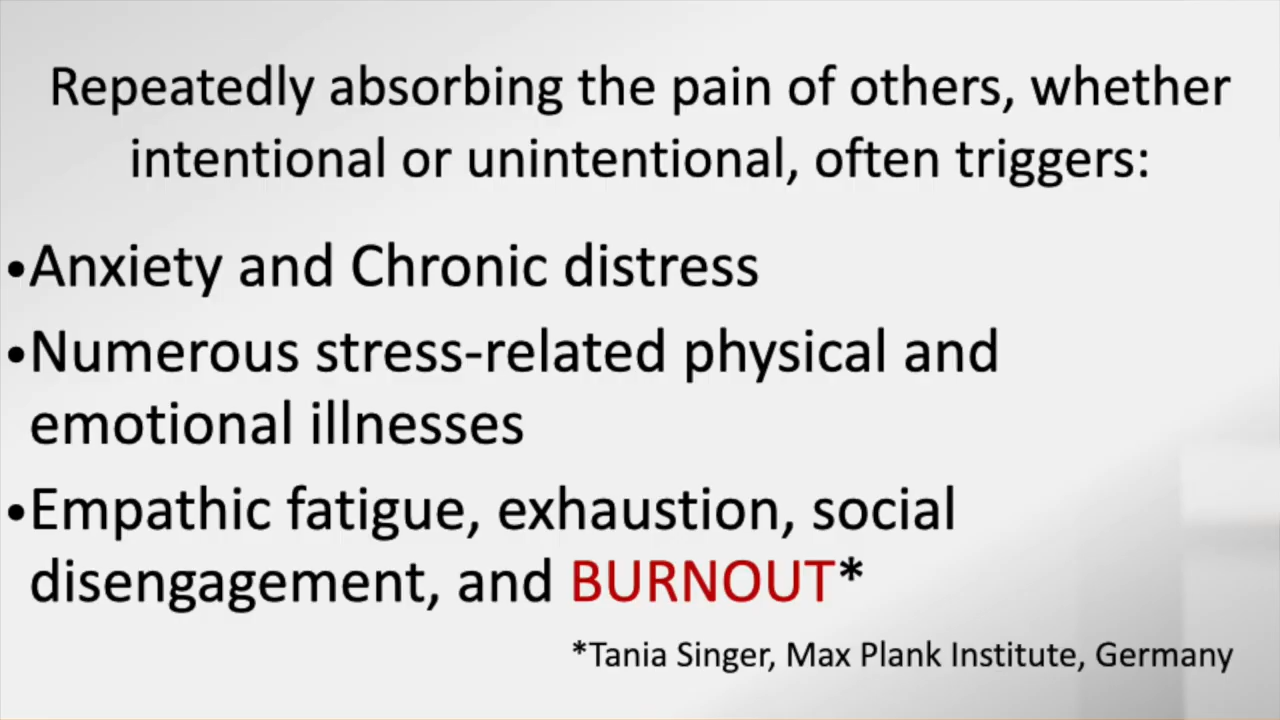 Repeatedly absorbing the pain of others, whether
intentional or unintentional, often triggers:
•Anxiety and Chronic distress
•Numerous stress-related physical and
emotional illnesses
•Empathic fatigue, exhaustion, social
disengagement, and BURNOUT*
*Tania Singer, Max Plank Institute, Germany